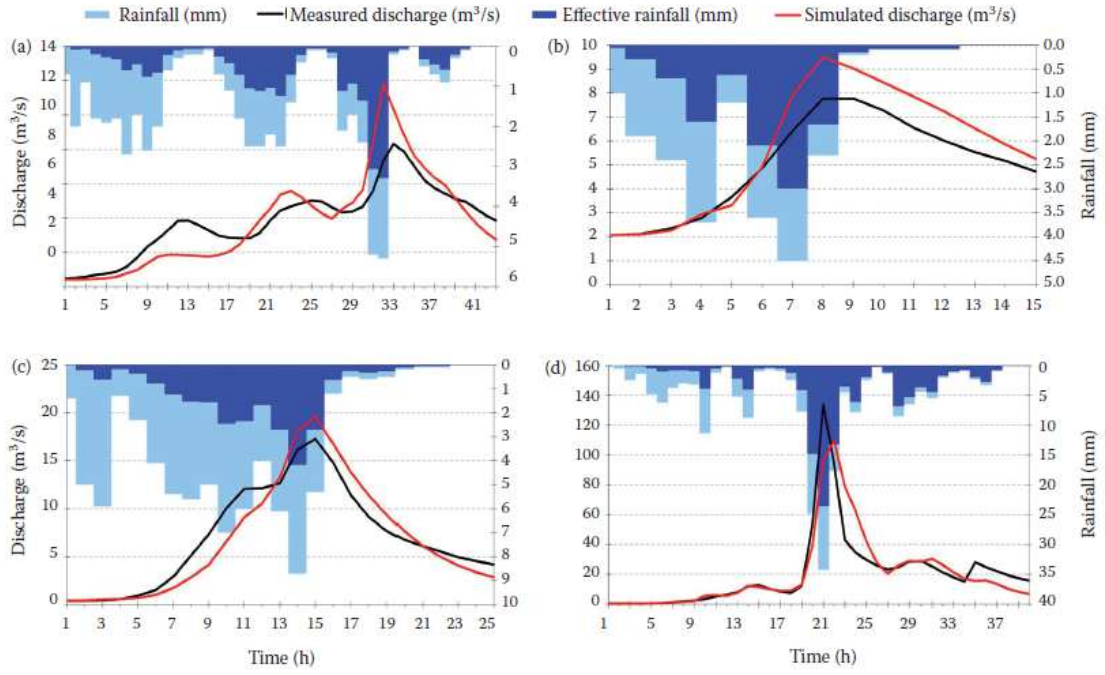 Rainfall (mm) Measured discharge (m³/s) Effective rainfall (mm) Simulated discharge (m³/s)
(a) 14 12 10 8 6 4 2 0
Discharge (m³/s)
0 1 2 3 4 5 6
1 5 9 13 17 21 25 29 33 37 41
(b) 10 9 8 7 6 5 4 3 2 1 0
0.0 0.5 1.0 1.5 2.0 2.5 3.0 3.5 4.0 4.5 5.0
Rainfall (mm)
1 2 3 4 5 6 7 8 9 10 11 12 13 14 15
(c) 25 20 15 10 5 0
Discharge (m³/s)
0 1 2 3 4 5 6 7 8 9 10
1 3 5 7 9 11 13 15 17 19 21 23 25
Time (h)
(d) 160 140 120 100 80 60 40 20 0
0 5 10 15 20 25 30 35 40
Rainfall (mm)
1 5 9 13 17 21 25 29 33 37
Time (h)